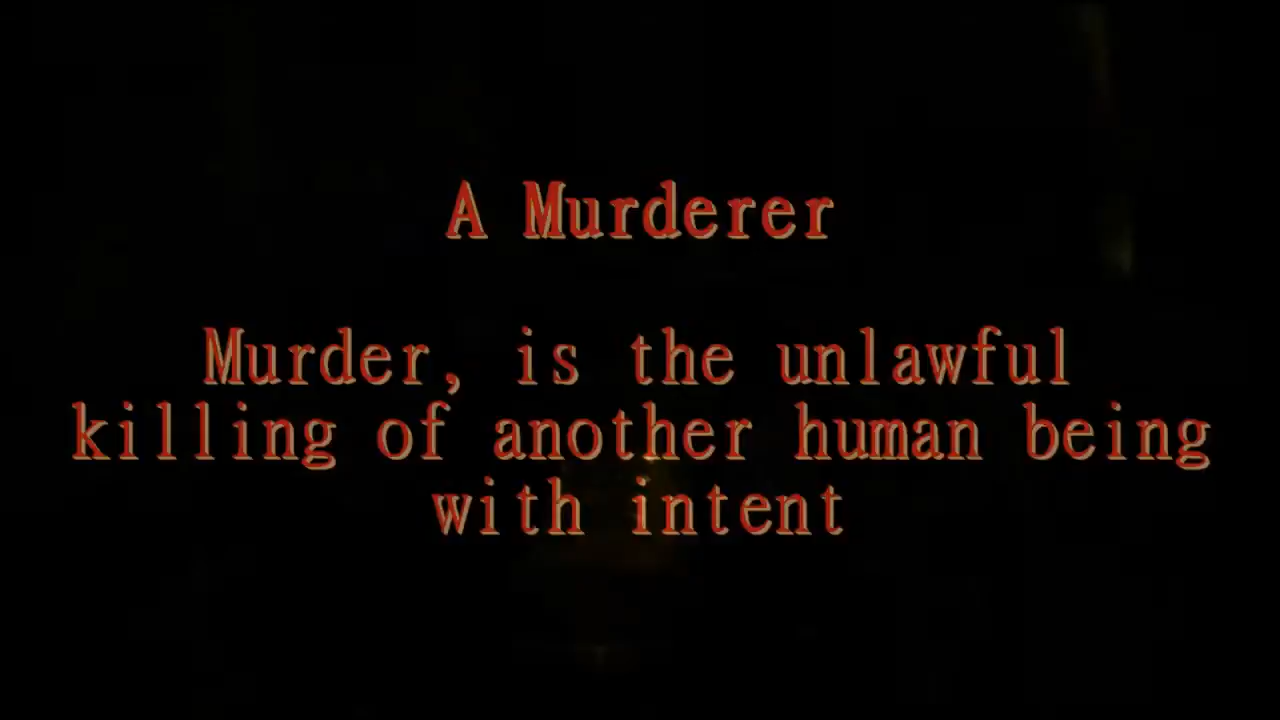 A Murderer
Murder, is the unlawful
killing of another human being
with intent